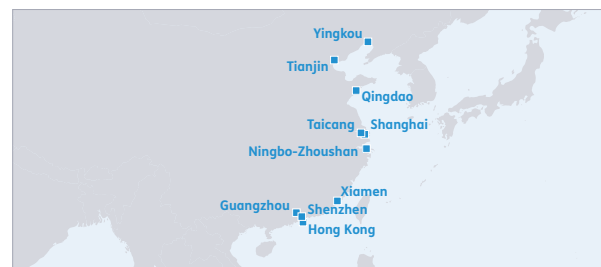 Yingkou
Tianjin
Qingdao
Taicang
Shanghai
Ningbo-Zhoushan
Xiamen
Guangzhou
Shenzhen
Hong Kong